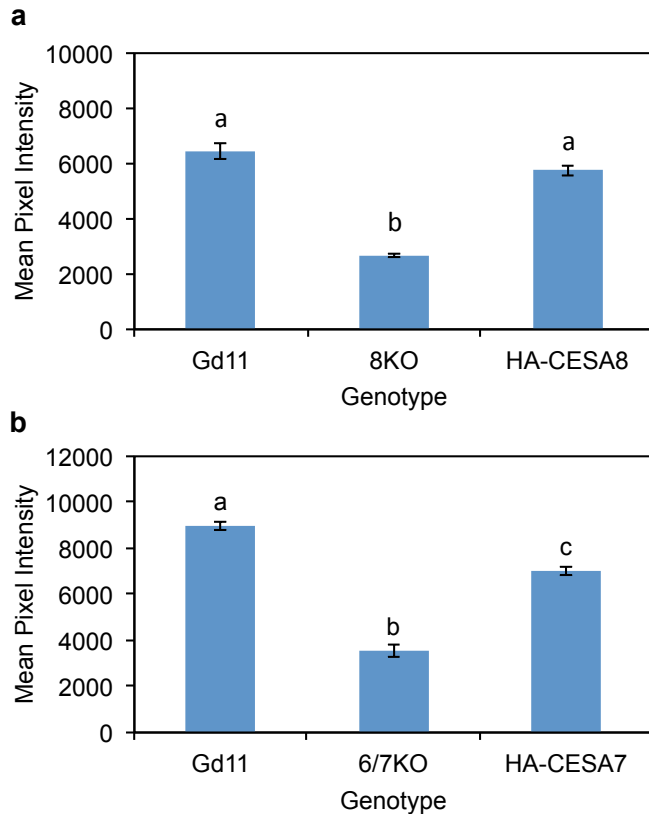 a
Mean Pixel Intensity
10000
8000
6000
4000
2000
0
a
b
a
Gd11 8KO HA-CESA8
Genotype
b
Mean Pixel Intensity
12000
10000
8000
6000
4000
2000
0
a
b
c
Gd11 6/7KO HA-CESA7
Genotype